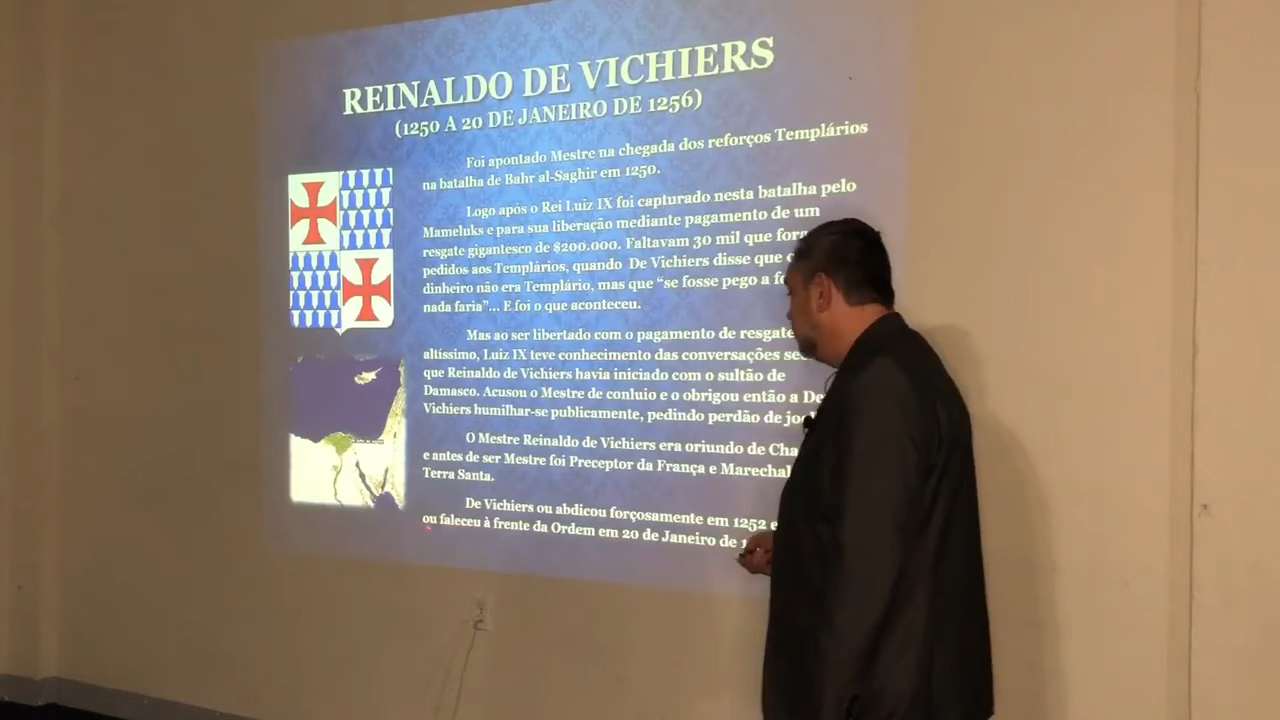 REINALDO DE VICHIERS
(1250 A 20 DE JANEIRO DE 1256)
Foi apontado Mestre na chegada dos reforços Templários
na batalha de Bahr al-Saghir em 1250.
Logo após o Rei Luiz IX foi capturado nesta batalha pelo
Mameluks e para sua liberação mediante pagamento de um
resgate gigantesco de $200.000. Faltavam 30 mil que
pedidos aos Templários, quando De Vichiers disse que
dinheiro não era Templário, mas que “se fosse pego a
nada faria”... E foi o que aconteceu.
Mas ao ser libertado com o pagamento de resgate
altíssimo, Luiz IX teve conhecimento das conversações
que Reinaldo de Vichiers havia iniciado com o sultão de
Damasco. Acusou o Mestre de conluio e o obrigou então a
Vichiers humilhar-se publicamente, pedindo perdão de
O Mestre Reinaldo de Vichiers era oriundo de
e antes de ser Mestre foi Preceptor da França e Marechal
Terra Santa.
De Vichiers ou abdicou forçosamente em 1252
ou faleceu à frente da Ordem em 20 de Janeiro de